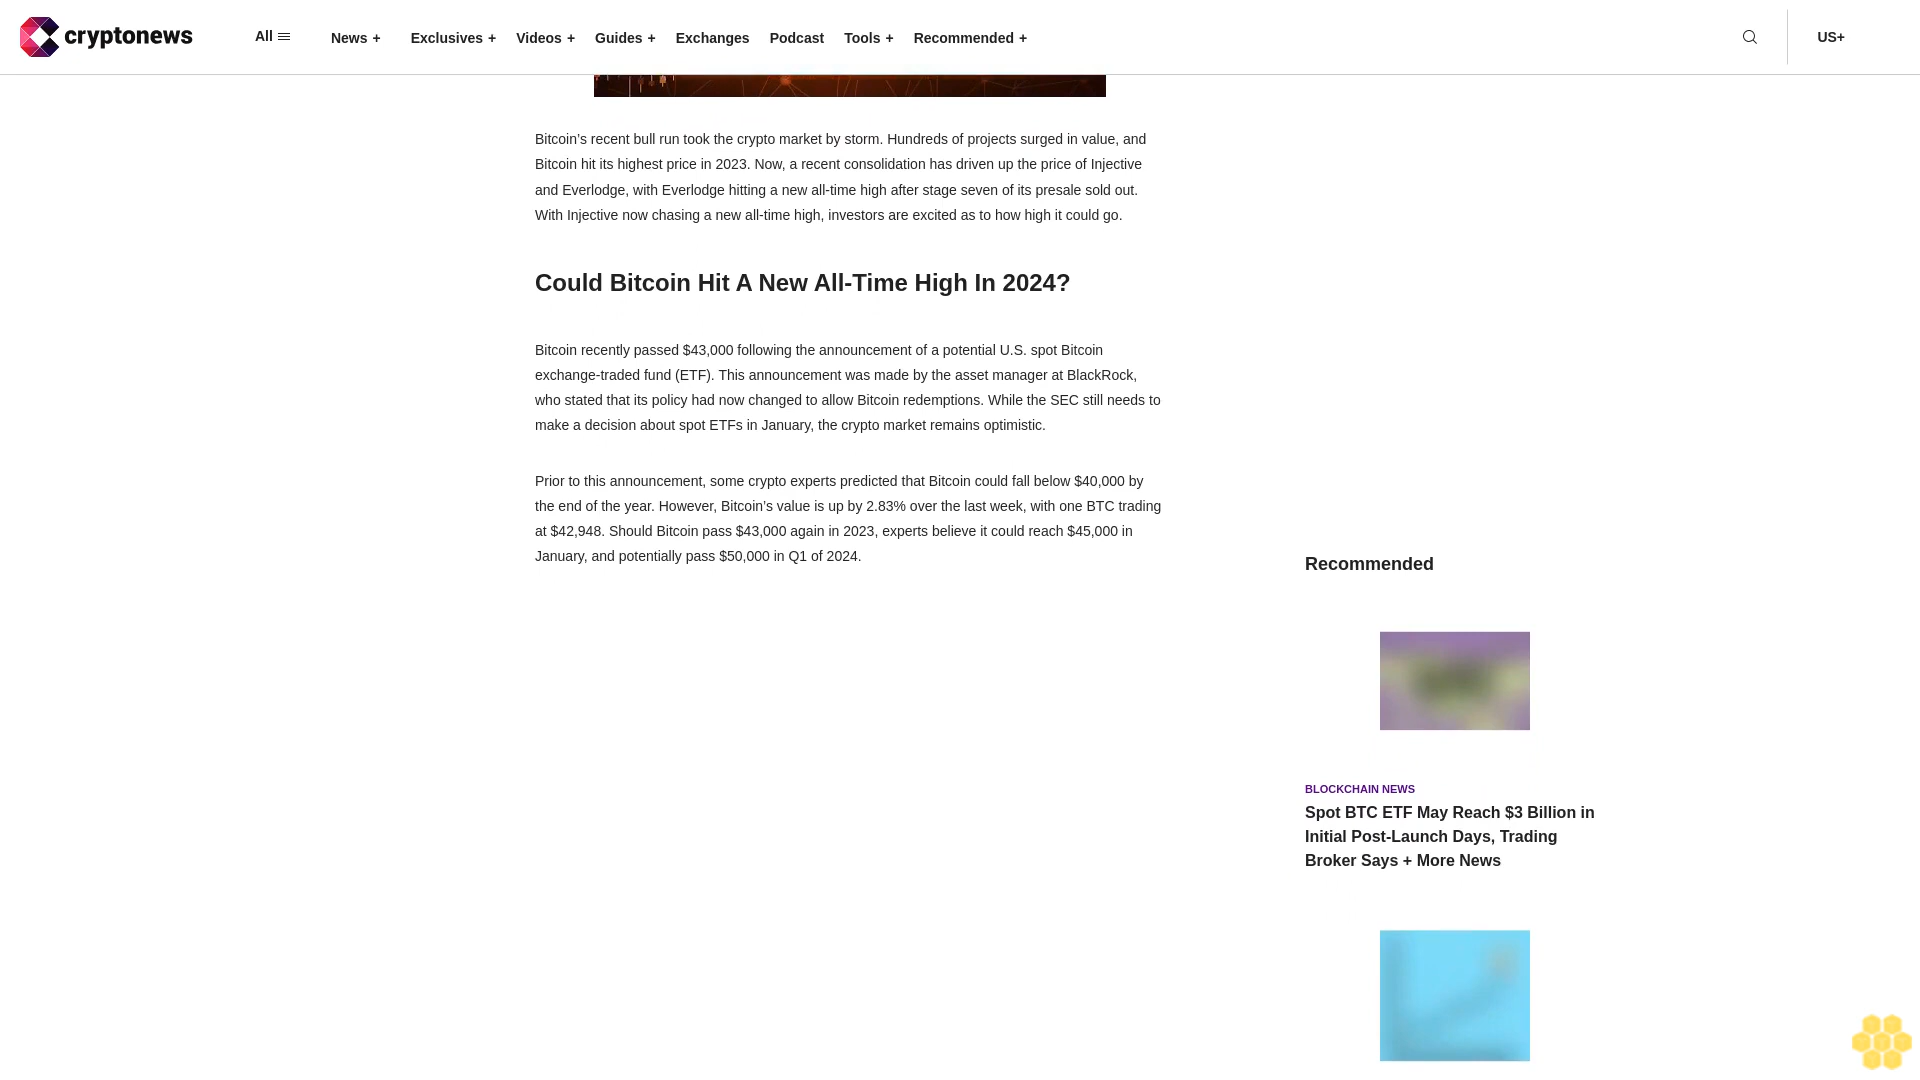 cryptonews
All
News +
Exclusives +
Videos +
Guides +
Exchanges
Podcast
Tools +
Recommended +
US+
Bitcoin’s recent bull run took the crypto market by storm. Hundreds of projects surged in value, and
Bitcoin hit its highest price in 2023. Now, a recent consolidation has driven up the price of Injective
and Everlodge, with Everlodge hitting a new all-time high after stage seven of its presale sold out.
With Injective now chasing a new all-time high, investors are excited as to how high it could go.
Could Bitcoin Hit A New All-Time High In 2024?
Bitcoin recently passed $43,000 following the announcement of a potential U.S. spot Bitcoin
exchange-traded fund (ETF). This announcement was made by the asset manager at BlackRock,
who stated that its policy had now changed to allow Bitcoin redemptions. While the SEC still needs to
make a decision about spot ETFs in January, the crypto market remains optimistic.
Prior to this announcement, some crypto experts predicted that Bitcoin could fall below $40,000 by
the end of the year. However, Bitcoin’s value is up by 2.83% over the last week, with one BTC trading
at $42,948. Should Bitcoin pass $43,000 again in 2023, experts believe it could reach $45,000 in
January, and potentially pass $50,000 in Q1 of 2024.
Recommended
BLOCKCHAIN NEWS
Spot BTC ETF May Reach $3 Billion in
Initial Post-Launch Days, Trading
Broker Says + More News